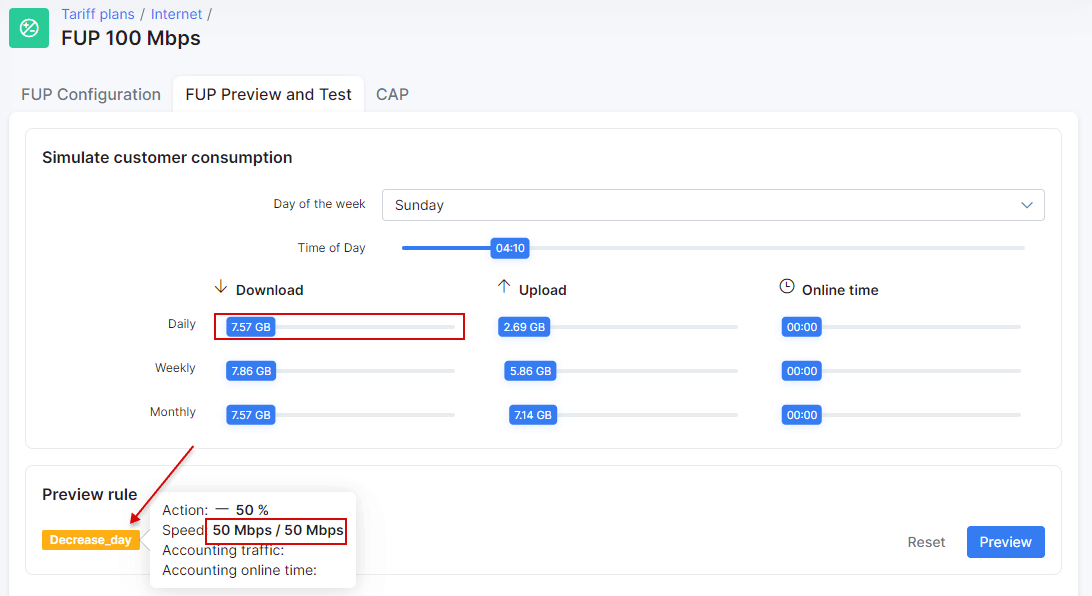 Tariff plans / Internet /
FUP 100 Mbps
FUP Configuration FUP Preview and Test CAP
Simulate customer consumption
Day of the week Sunday
Time of Day 04:10
Download Upload Online time
Daily 7.57 GB 2.69 GB 00:00
Weekly 7.86 GB 5.86 GB 00:00
Monthly 7.57 GB 7.14 GB 00:00
Preview rule
Action: — 50 %
Decrease_day
Speed: 50 Mbps / 50 Mbps
Accounting traffic:
Accounting online time:
Reset Preview